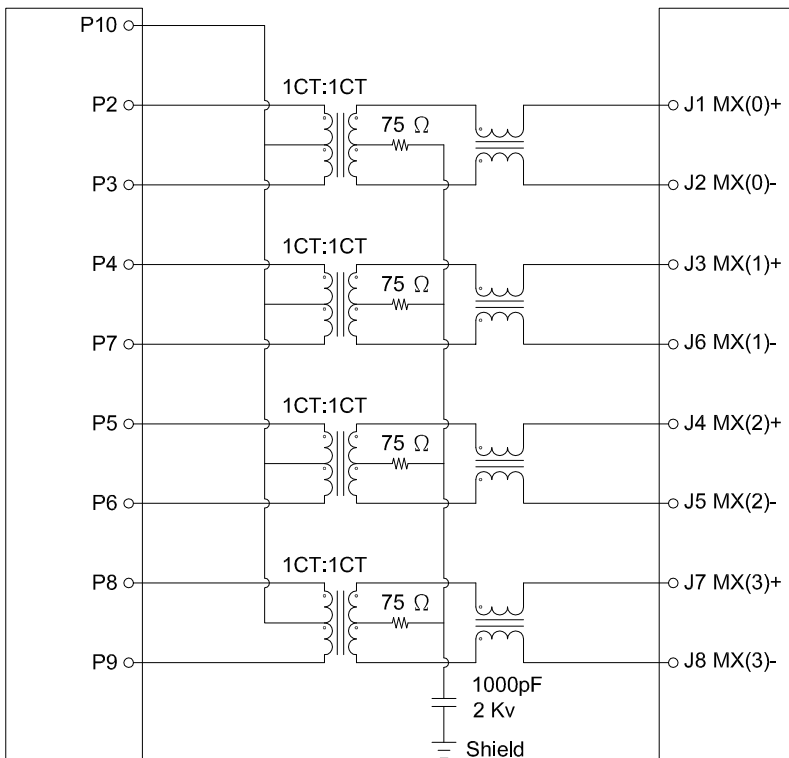 P10
1CT:1CT
P2
75 Ω
J1 MX(0)+
P3
J2 MX(0)-
1CT:1CT
P4
75 Ω
J3 MX(1)+
P7
J6 MX(1)-
1CT:1CT
P5
75 Ω
J4 MX(2)+
P6
J5 MX(2)-
1CT:1CT
P8
75 Ω
J7 MX(3)+
P9
J8 MX(3)-
1000pF
2 Kv
Shield